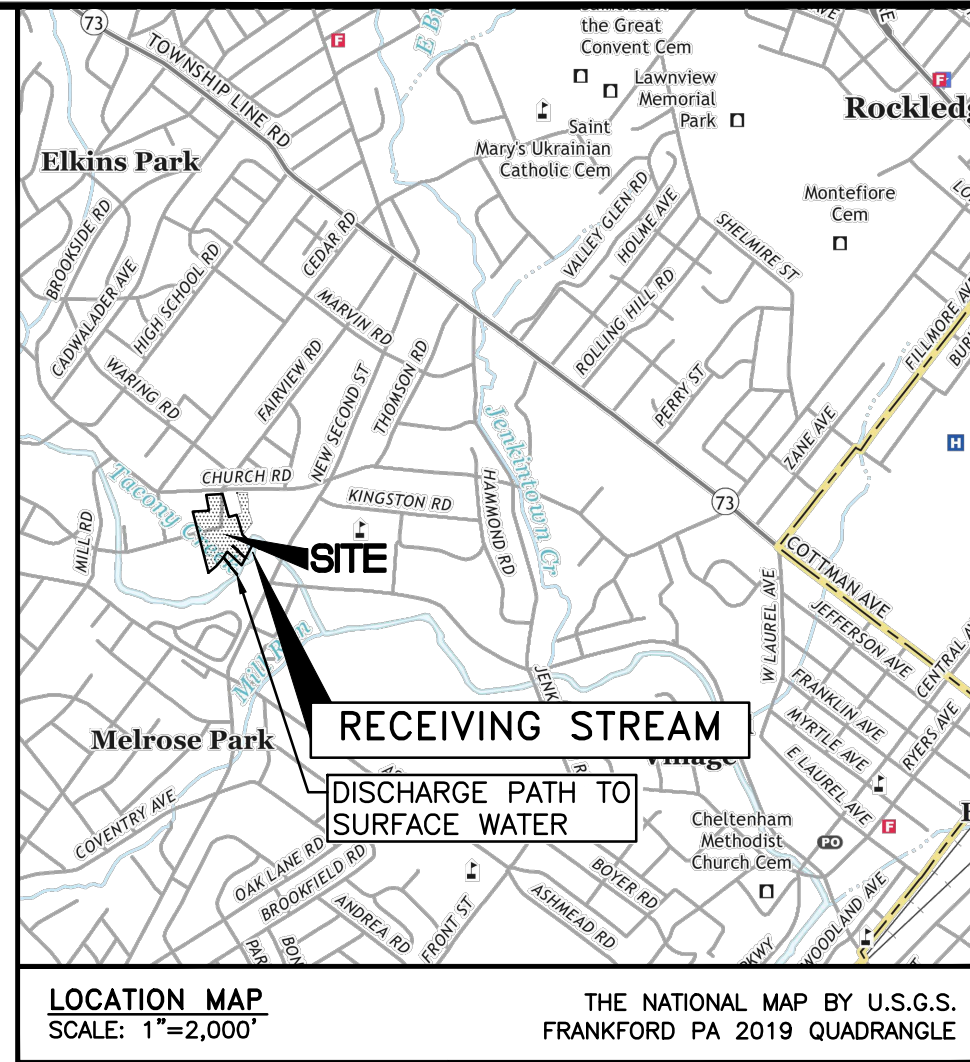 73
TOWNSHIP LINE RD
F
E
the Great
Convent Cem
Lawnview
Memorial
Park
Saint
Mary's Ukrainian
Catholic Cem
F
AVE
Elkins Park
Montefiore
Cem
BROOKSIDE RD
CADWALADER AVE
HIGH SCHOOL RD
CEDAR RD
VALLEY GLEN RD
HOLME AVE
SHELMIRE ST
MARVIN RD
ROLLING HILL RD
FILLMORE AVE
WARING RD
FAIRVIEW RD
NEW SECOND ST
THOMSON RD
PERRY ST
Jenkintown Cr
ZANE AVE
H
Tacony
CHURCH RD
KINGSTON RD
HAMMOND RD
73
MILL RD
SITE
COTTMAN AVE
W LAUREL AVE
JEFFERSON AVE
CENTRAL
Mill Run
FRANKLIN AVE
MYRTLE AVE
E LAUREL AVE
RYERS AVE
RECEIVING STREAM
Melrose Park
Village
DISCHARGE PATH TO
SURFACE WATER
COVENTRY AVE
Cheltenham
Methodist
Church Cem
PO
F
OAK LANE RD
BROOKFIELD RD
ANDREA RD
FRONT ST
BOYER RD
ASHMEAD RD
WOODLAND AVE
LOCATION MAP
SCALE: 1"=2,000'
THE NATIONAL MAP BY U.S.G.S.
FRANKFORD PA 2019 QUADRANGLE